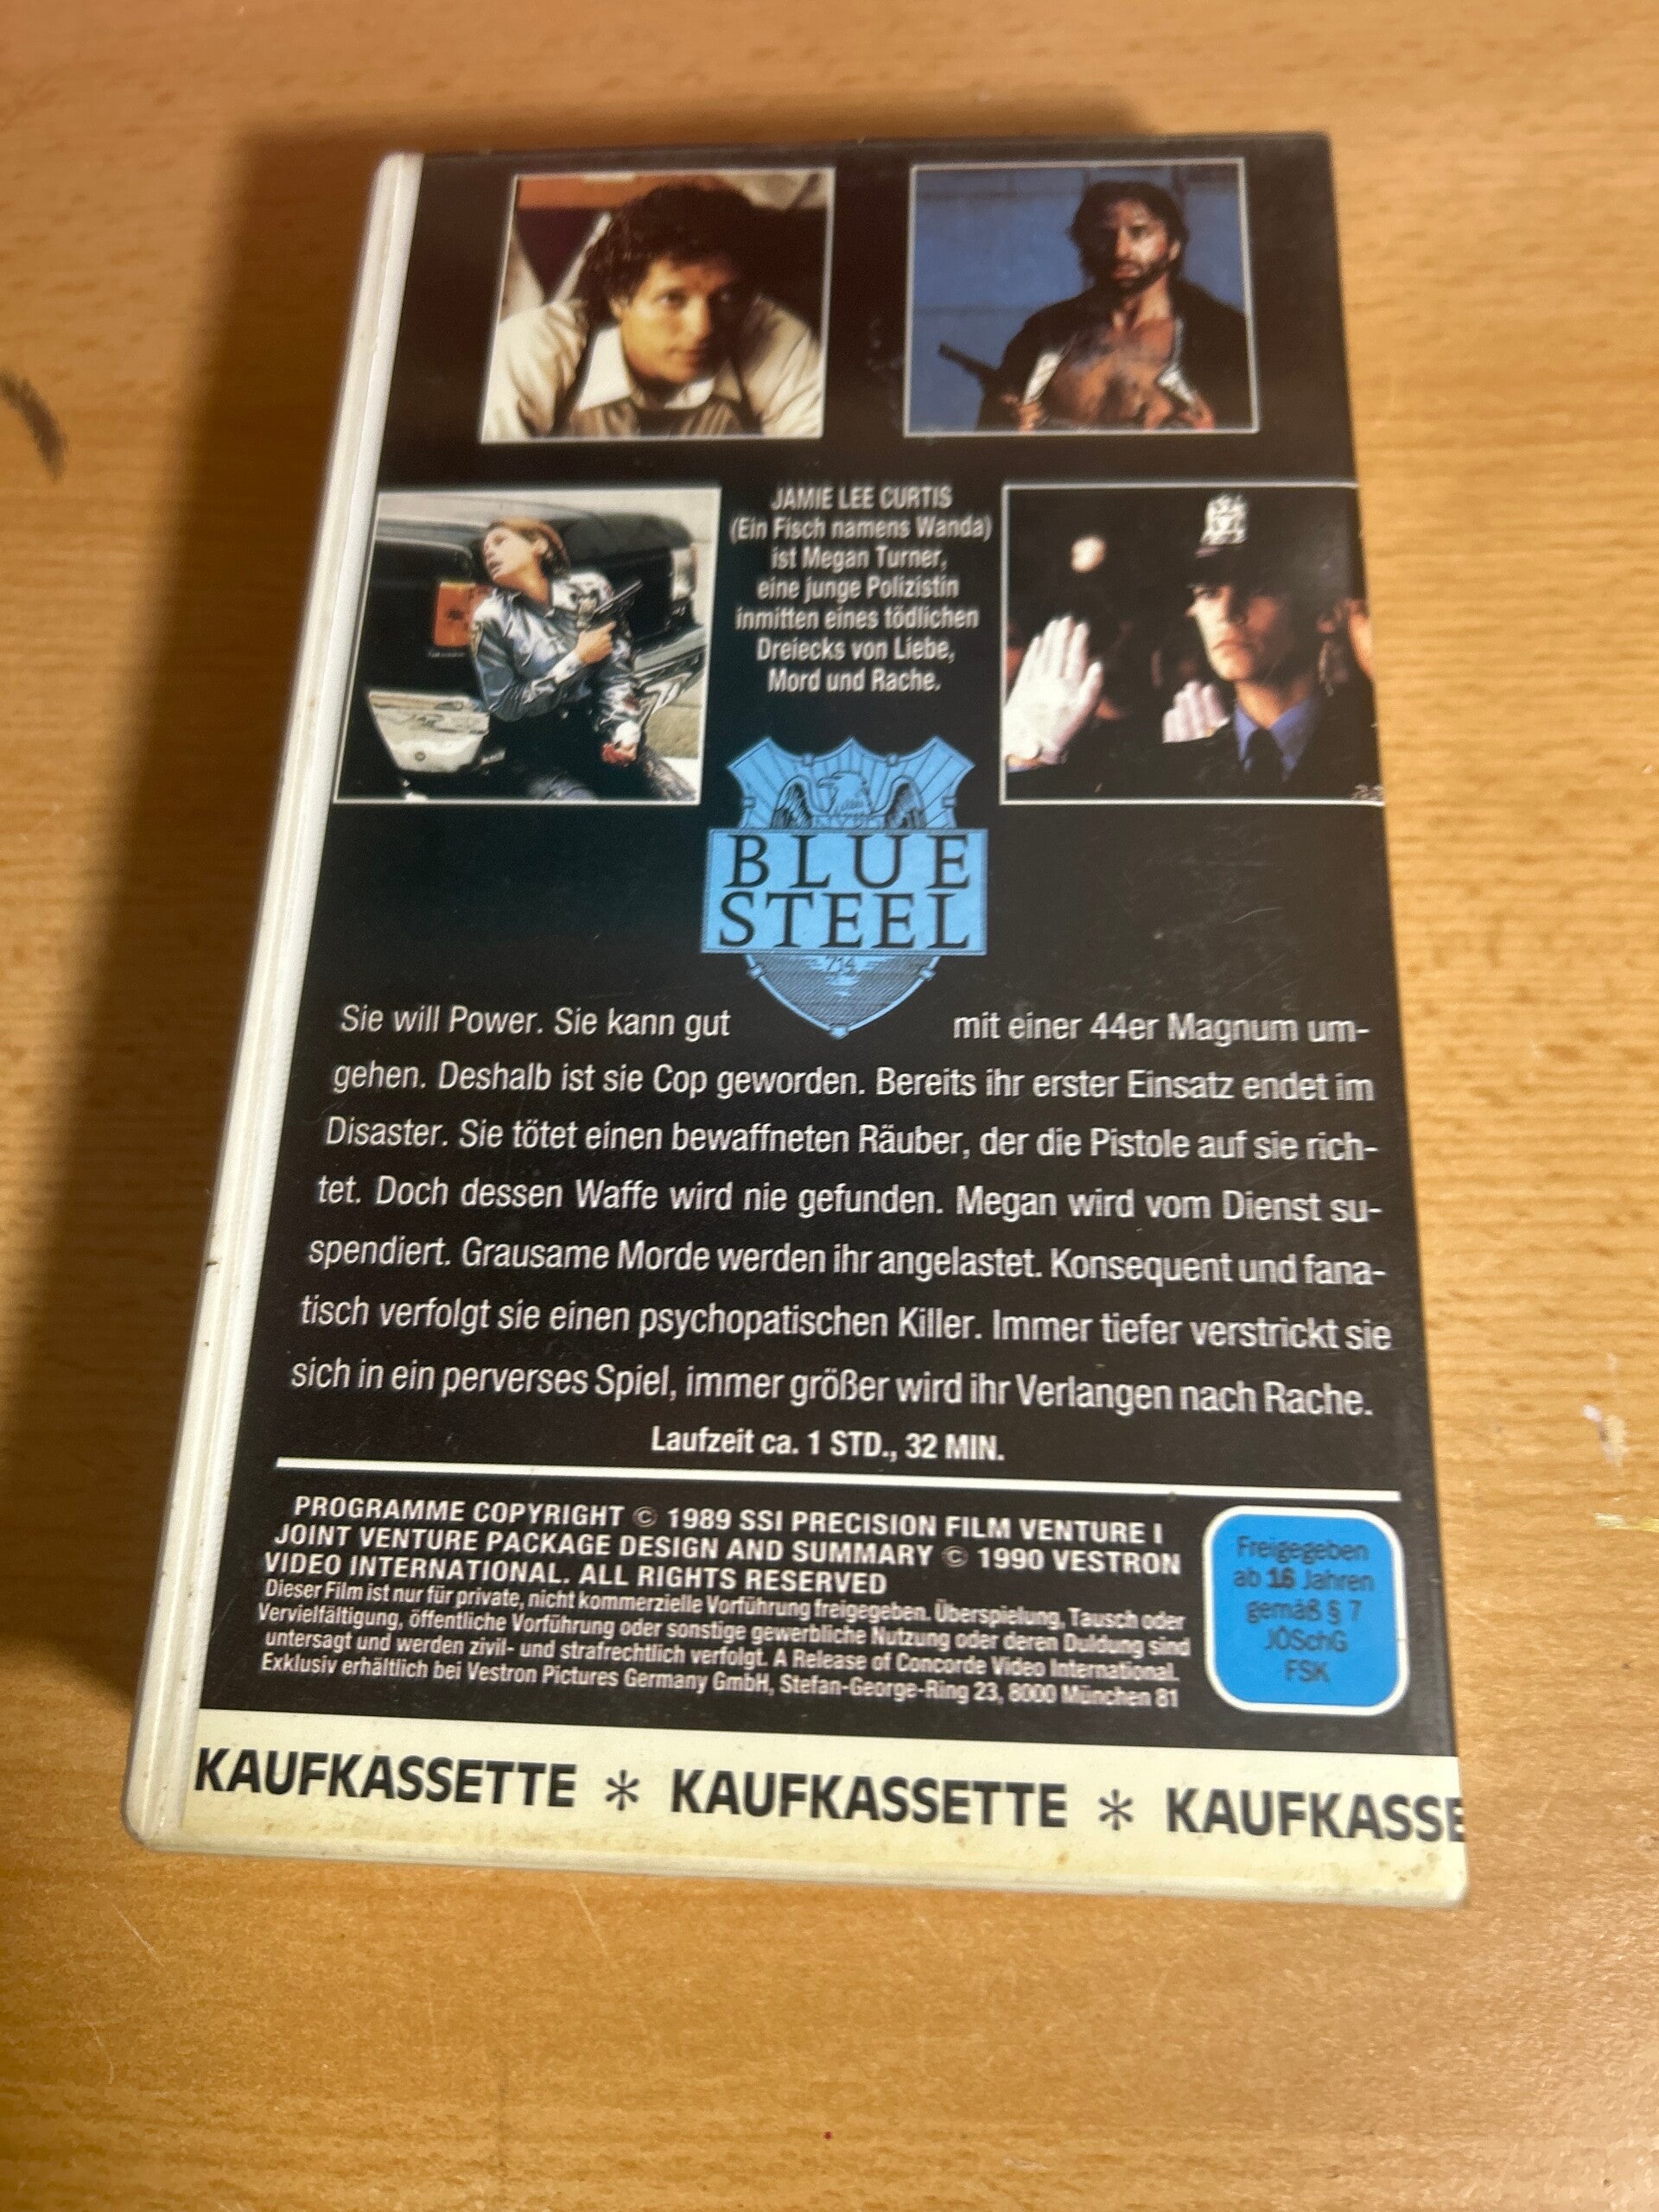 JAMIE LEE CURTIS
(Ein Fisch namens Wanda)
ist Megan Turner,
eine junge Polizistin
inmitten eines tödlichen
Dreiecks von Liebe,
Mord und Rache.
BLUE
STEEL
714
Sie will Power. Sie kann gut mit einer 44er Magnum um-
gehen. Deshalb ist sie Cop geworden. Bereits ihr erster Einsatz endet im
Disaster. Sie tötet einen bewaffneten Räuber, der die Pistole auf sie rich-
tet. Doch dessen Waffe wird nie gefunden. Megan wird vom Dienst su-
spendiert. Grausame Morde werden ihr angelastet. Konsequent und fana-
tisch verfolgt sie einen psychopatischen Killer. Immer tiefer verstrickt sie
sich in ein perverses Spiel, immer größer wird ihr Verlangen nach Rache.
Laufzeit ca. 1 STD., 32 MIN.
PROGRAMME COPYRIGHT © 1989 SSI PRECISION FILM VENTURE I
JOINT VENTURE PACKAGE DESIGN AND SUMMARY © 1990 VESTRON
VIDEO INTERNATIONAL. ALL RIGHTS RESERVED
Dieser Film ist nur für private, nicht kommerzielle Vorführung freigegeben. Überspielung, Tausch oder
Vervielfältigung, öffentliche Vorführung oder sonstige gewerbliche Nutzung oder deren Duldung sind
untersagt und werden zivil- und strafrechtlich verfolgt. A Release of Concorde Video International.
Exklusiv erhältlich bei Vestron Pictures Germany GmbH, Stefan-George-Ring 23, 8000 München 81
Freigegeben
ab 16 Jahren
gemäß § 7
JÖSchG
FSK
KAUFKASSETTE * KAUFKASSETTE * KAUFKASSE